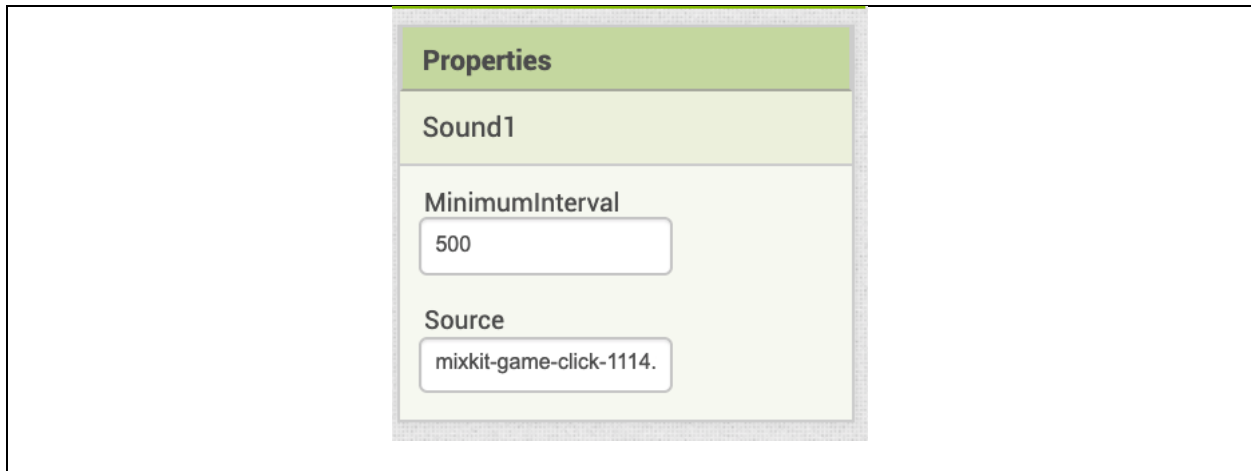 Properties
Sound1
MinimumInterval
500
Source
mixkit-game-click-1114.